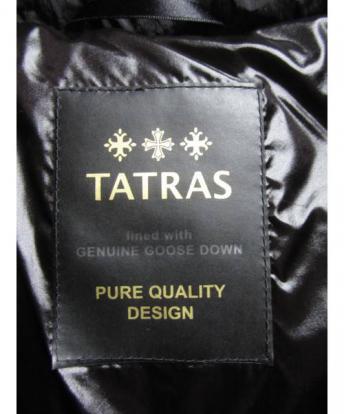 TATRAS
lined with
GENUINE GOOSE DOWN
PURE QUALITY
DESIGN